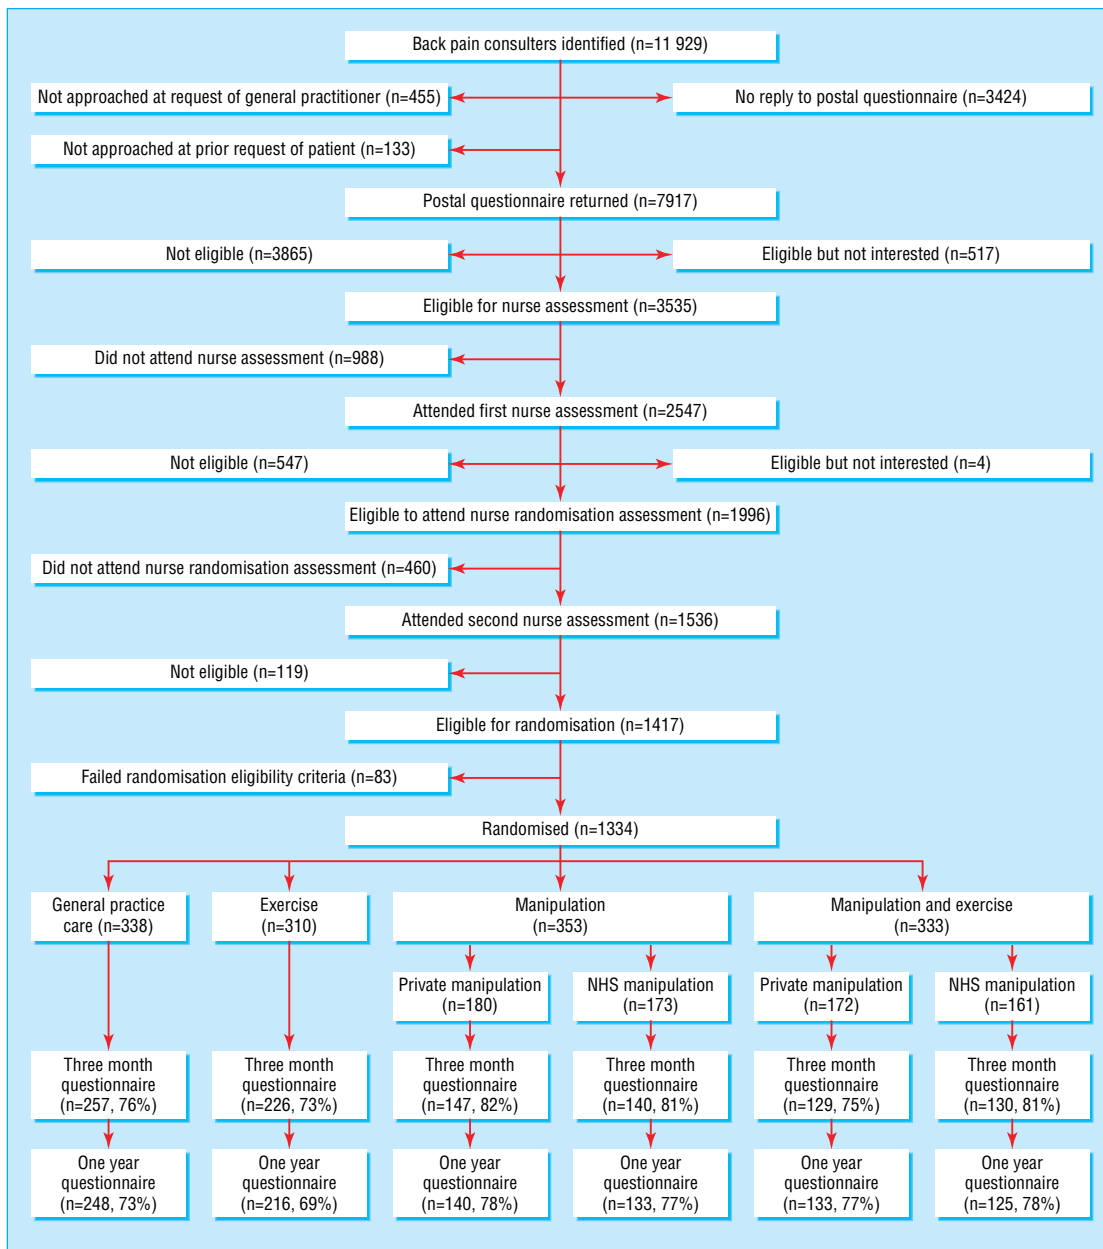 Back pain consulters identified (n=11 929)
Not approached at request of general practitioner (n=455)
No reply to postal questionnaire (n=3424)
Not approached at prior request of patient (n=133)
Postal questionnaire returned (n=7917)
Not eligible (n=3865)
Eligible but not interested (n=517)
Eligible for nurse assessment (n=3535)
Did not attend nurse assessment (n=988)
Attended first nurse assessment (n=2547)
Not eligible (n=547)
Eligible but not interested (n=4)
Eligible to attend nurse randomisation assessment (n=1996)
Did not attend nurse randomisation assessment (n=460)
Attended second nurse assessment (n=1536)
Not eligible (n=119)
Eligible for randomisation (n=1417)
Failed randomisation eligibility criteria (n=83)
Randomised (n=1334)
General practice
care (n=338)
Exercise
(n=310)
Manipulation
(n=353)
Manipulation and exercise
(n=333)
Private manipulation
(n=180)
NHS manipulation
(n=173)
Private manipulation
(n=172)
NHS manipulation
(n=161)
Three month
questionnaire
(n=257, 76%)
Three month
questionnaire
(n=226, 73%)
Three month
questionnaire
(n=147, 82%)
Three month
questionnaire
(n=140, 81%)
Three month
questionnaire
(n=129, 75%)
Three month
questionnaire
(n=130, 81%)
One year
questionnaire
(n=248, 73%)
One year
questionnaire
(n=216, 69%)
One year
questionnaire
(n=140, 78%)
One year
questionnaire
(n=133, 77%)
One year
questionnaire
(n=133, 77%)
One year
questionnaire
(n=125, 78%)